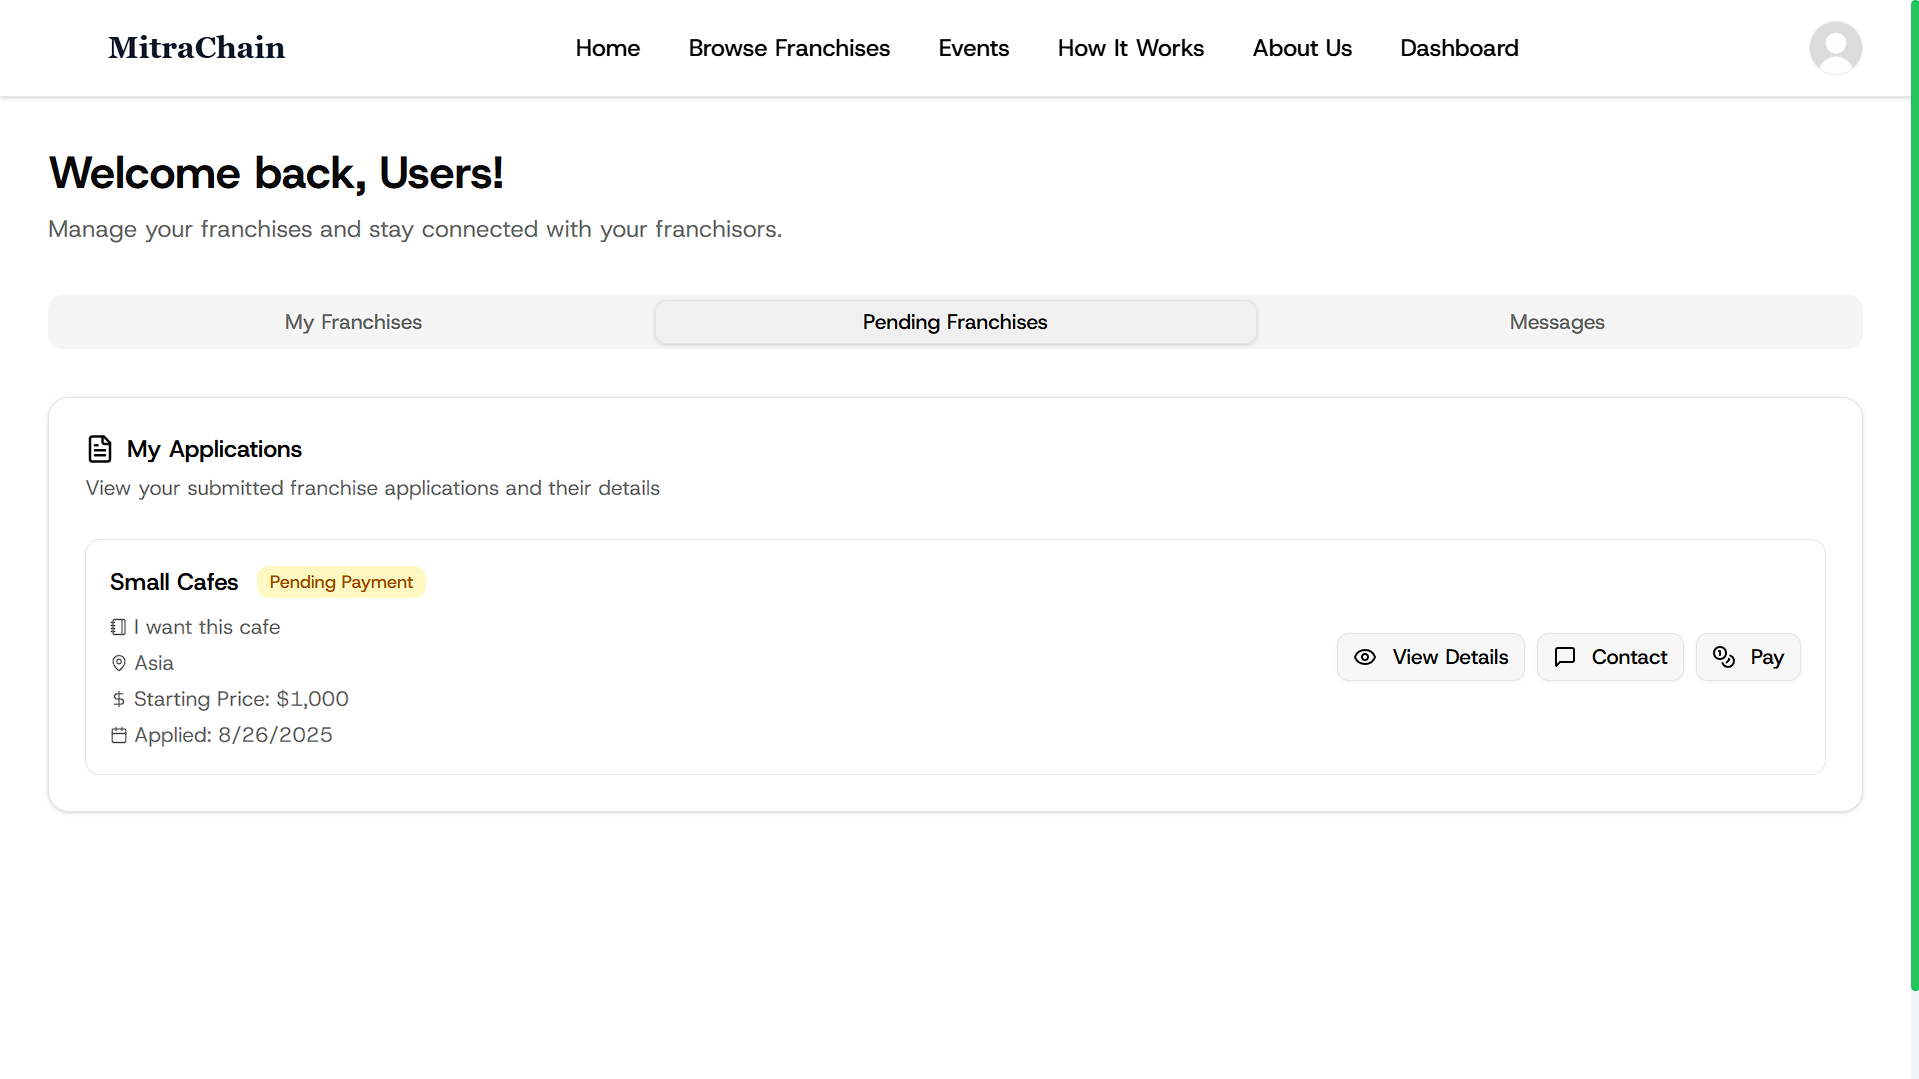 MitraChain
Home Browse Franchises Events How It Works About Us Dashboard
Welcome back, Users!
Manage your franchises and stay connected with your franchisors.
My Franchises Pending Franchises Messages
My Applications
View your submitted franchise applications and their details
Small Cafes Pending Payment
I want this cafe
Asia
Starting Price: $1,000
Applied: 8/26/2025
View Details Contact Pay